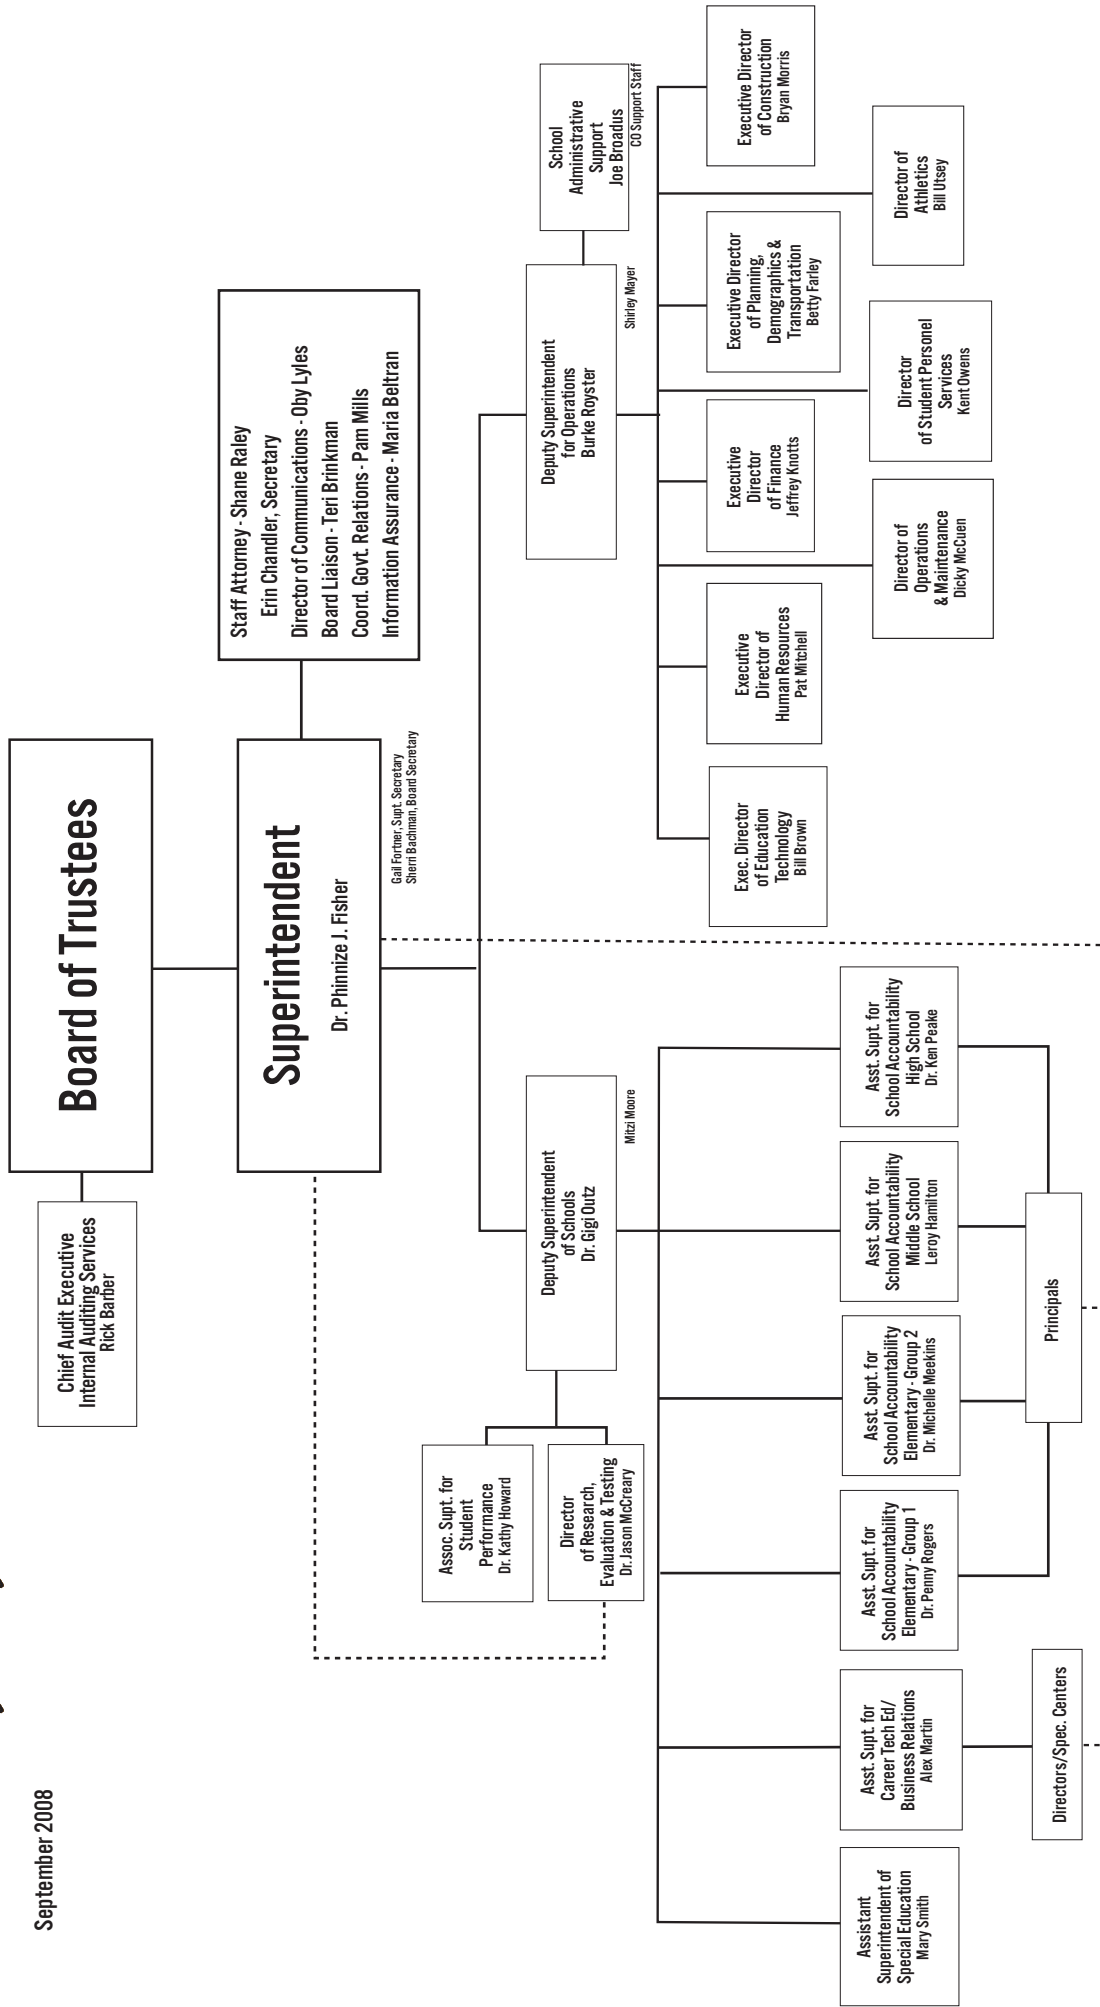 September 2008
Board of Trustees
Chief Audit Executive
Internal Auditing Services
Rick Barber
Superintendent
Dr. Phinnize J. Fisher
Gail Fortner, Supt. Secretary
Sherri Bachman, Board Secretary
Staff Attorney - Shane Raley
Erin Chandler, Secretary
Director of Communications - Oby Lyles
Board Liaison - Teri Brinkman
Coord. Govt. Relations - Pam Mills
Information Assurance - Maria Beltran
Assoc. Supt. for
Student
Performance
Dr. Kathy Howard
Director
of Research,
Evaluation & Testing
Dr. Jason McCreary
Deputy Superintendent
of Schools
Dr. Gigi Outz
Mitzi Moore
Deputy Superintendent
for Operations
Burke Royster
Shirley Mayer
School
Administrative
Support
Joe Broadus
CO Support Staff
Assistant
Superintendent of
Special Education
Mary Smith
Asst. Supt. for
Career Tech Ed/
Business Relations
Alex Martin
Asst. Supt. for
School Accountability
Elementary - Group 1
Dr. Penny Rogers
Asst. Supt. for
School Accountability
Elementary - Group 2
Dr. Michelle Meekins
Asst. Supt. for
School Accountability
Middle School
Leroy Hamilton
Asst. Supt. for
School Accountability
High School
Dr. Ken Peake
Directors/Spec. Centers
Principals
Exec. Director
of Education
Technology
Bill Brown
Executive
Director of
Human Resources
Pat Mitchell
Executive
Director
of Finance
Jeffrey Knotts
Executive Director
of Planning,
Demographics &
Transportation
Betty Farley
Executive Director
of Construction
Bryan Morris
Director of
Operations
& Maintenance
Dicky McCuen
Director
of Student Personel
Services
Kent Owens
Director of
Athletics
Bill Utsey